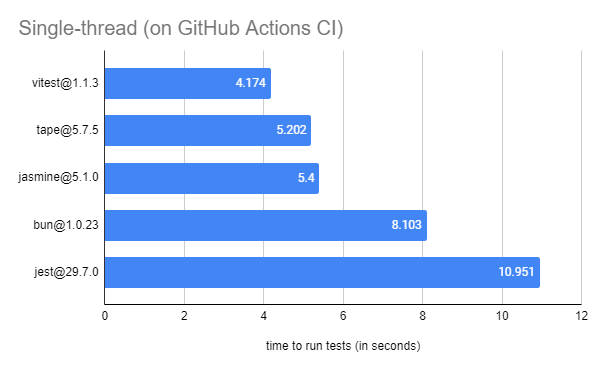 Single-thread (on GitHub Actions CI)
vitest@1.1.3 4.174
tape@5.7.5 5.202
jasmine@5.1.0 5.4
bun@1.0.23 8.103
jest@29.7.0 10.951
0 2 4 6 8 10 12
time to run tests (in seconds)